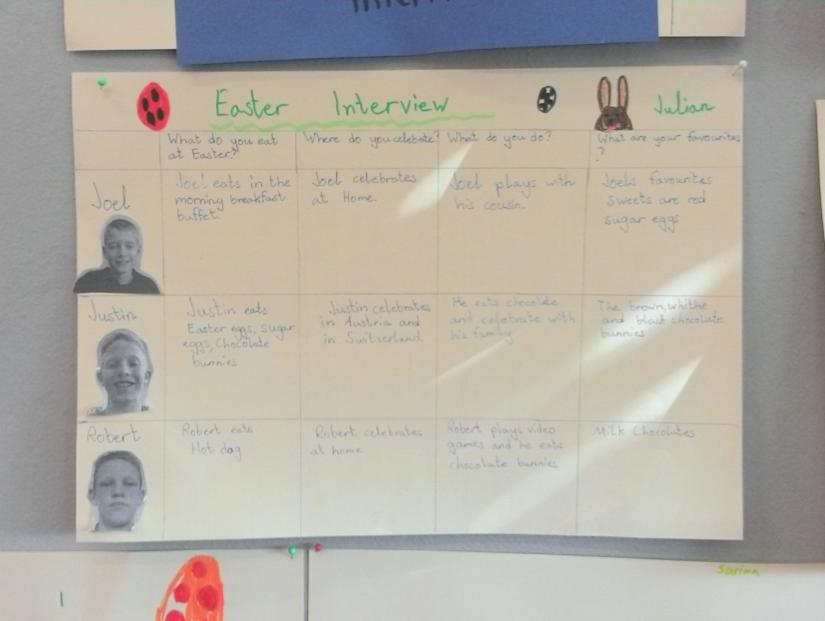 Easter Interview
Julian
What do you eat
at Easter?
Where do you celebrate?
What do you do?
What are your favourites
?
Joel
Joel eats in the
morning breakfast
buffet.
Joel celebrates
at Home.
Joel plays with
his cousin.
Joels favourites
sweets are red
sugar eggs
Justin
Justin eats
Easter eggs, sugar
eggs, Chocolate
bunnies
Justin celebrates
in Austria and
in Suitserland
He eats chocolate
and celebrate with
his family
The brown, whithe
and chocolate
bunnies
Robert
Robert eats
Hot dog
Robert celebrates
at home
Robert plays video
games and he eats
chocolate bunnies
Milk Chocolates
Sarina